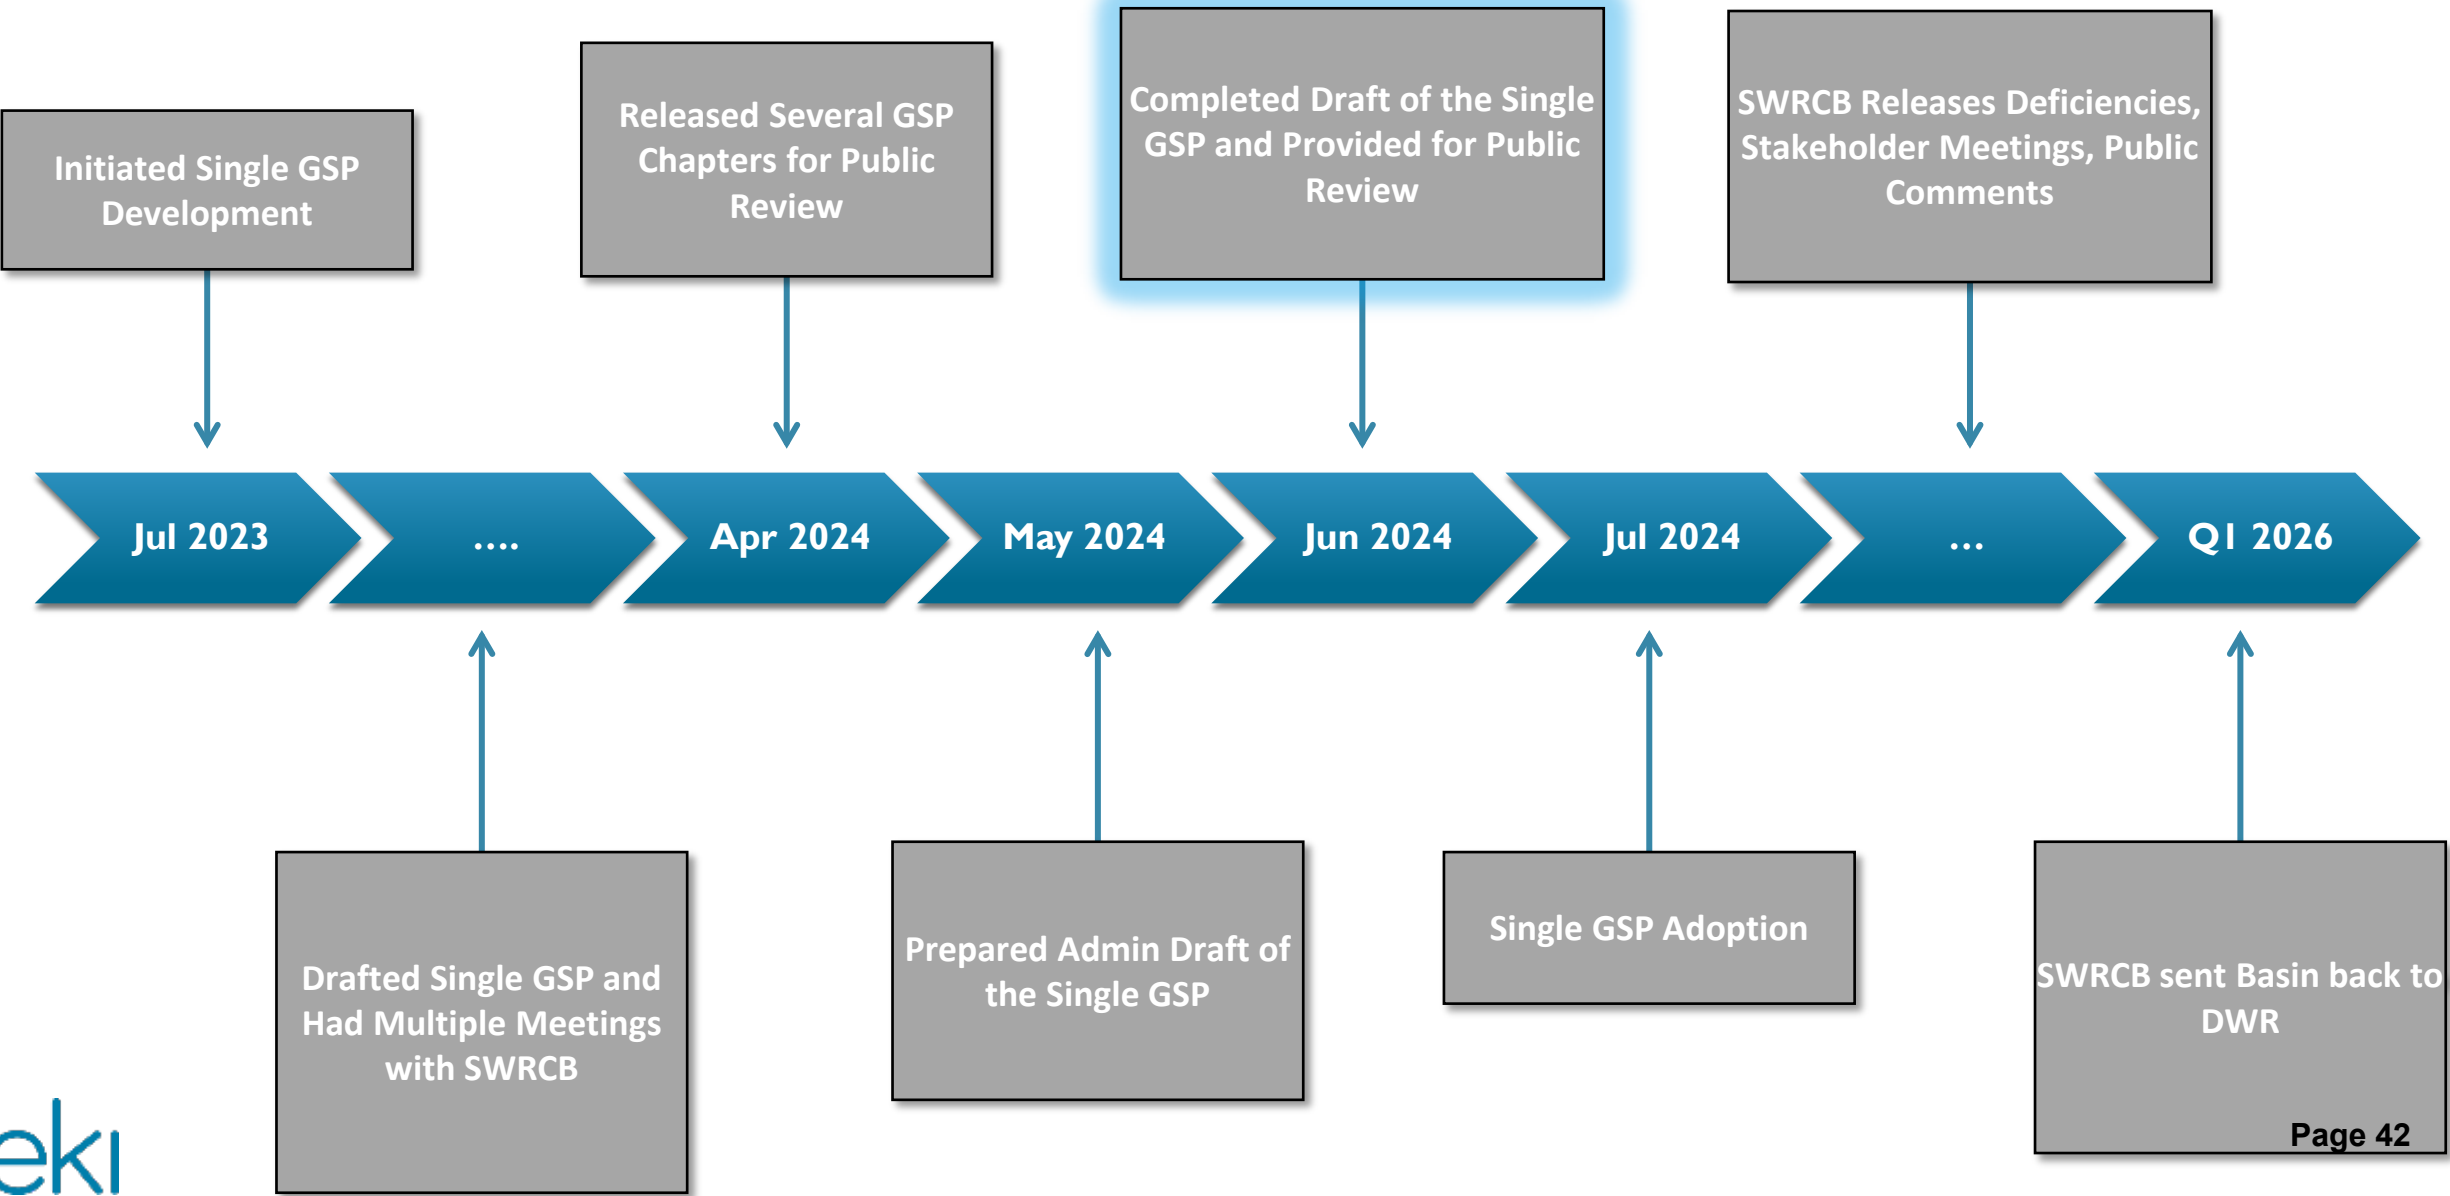 Initiated Single GSP
Development
Released Several GSP
Chapters for Public
Review
Completed Draft of the Single
GSP and Provided for Public
Review
SWRCB Releases Deficiencies,
Stakeholder Meetings, Public
Comments
Jul 2023
....
Apr 2024
May 2024
Jun 2024
Jul 2024
...
Q1 2026
Drafted Single GSP and
Had Multiple Meetings
with SWRCB
Prepared Admin Draft of
the Single GSP
Single GSP Adoption
SWRCB sent Basin back to
DWR
Page 42
eki